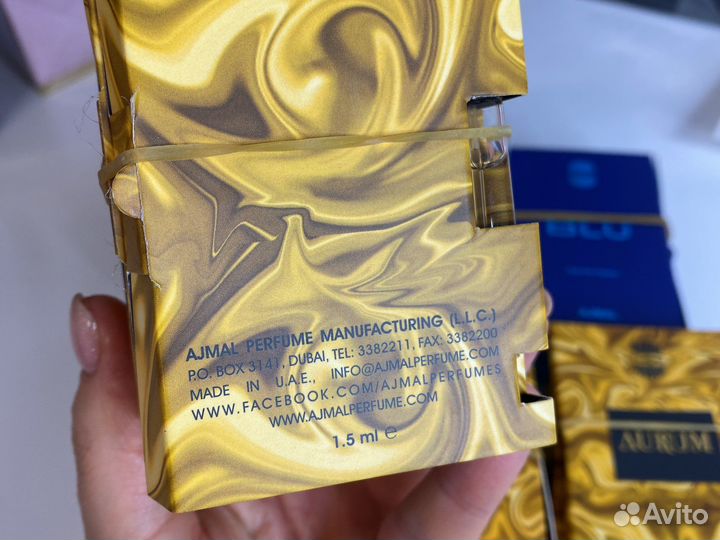 AJMAL PERFUME MANUFACTURING (L.L.C.)
P.O. BOX 3141, DUBAI, TEL: 3382211, FAX: 3382200
MADE IN U.A.E., INFO@AJMALPERFUME.COM
WWW.FACEBOOK.COM/AJMALPERFUMES
WWW.AJMALPERFUME.COM
1.5 ml ℮
BLU
AURUM
Avito